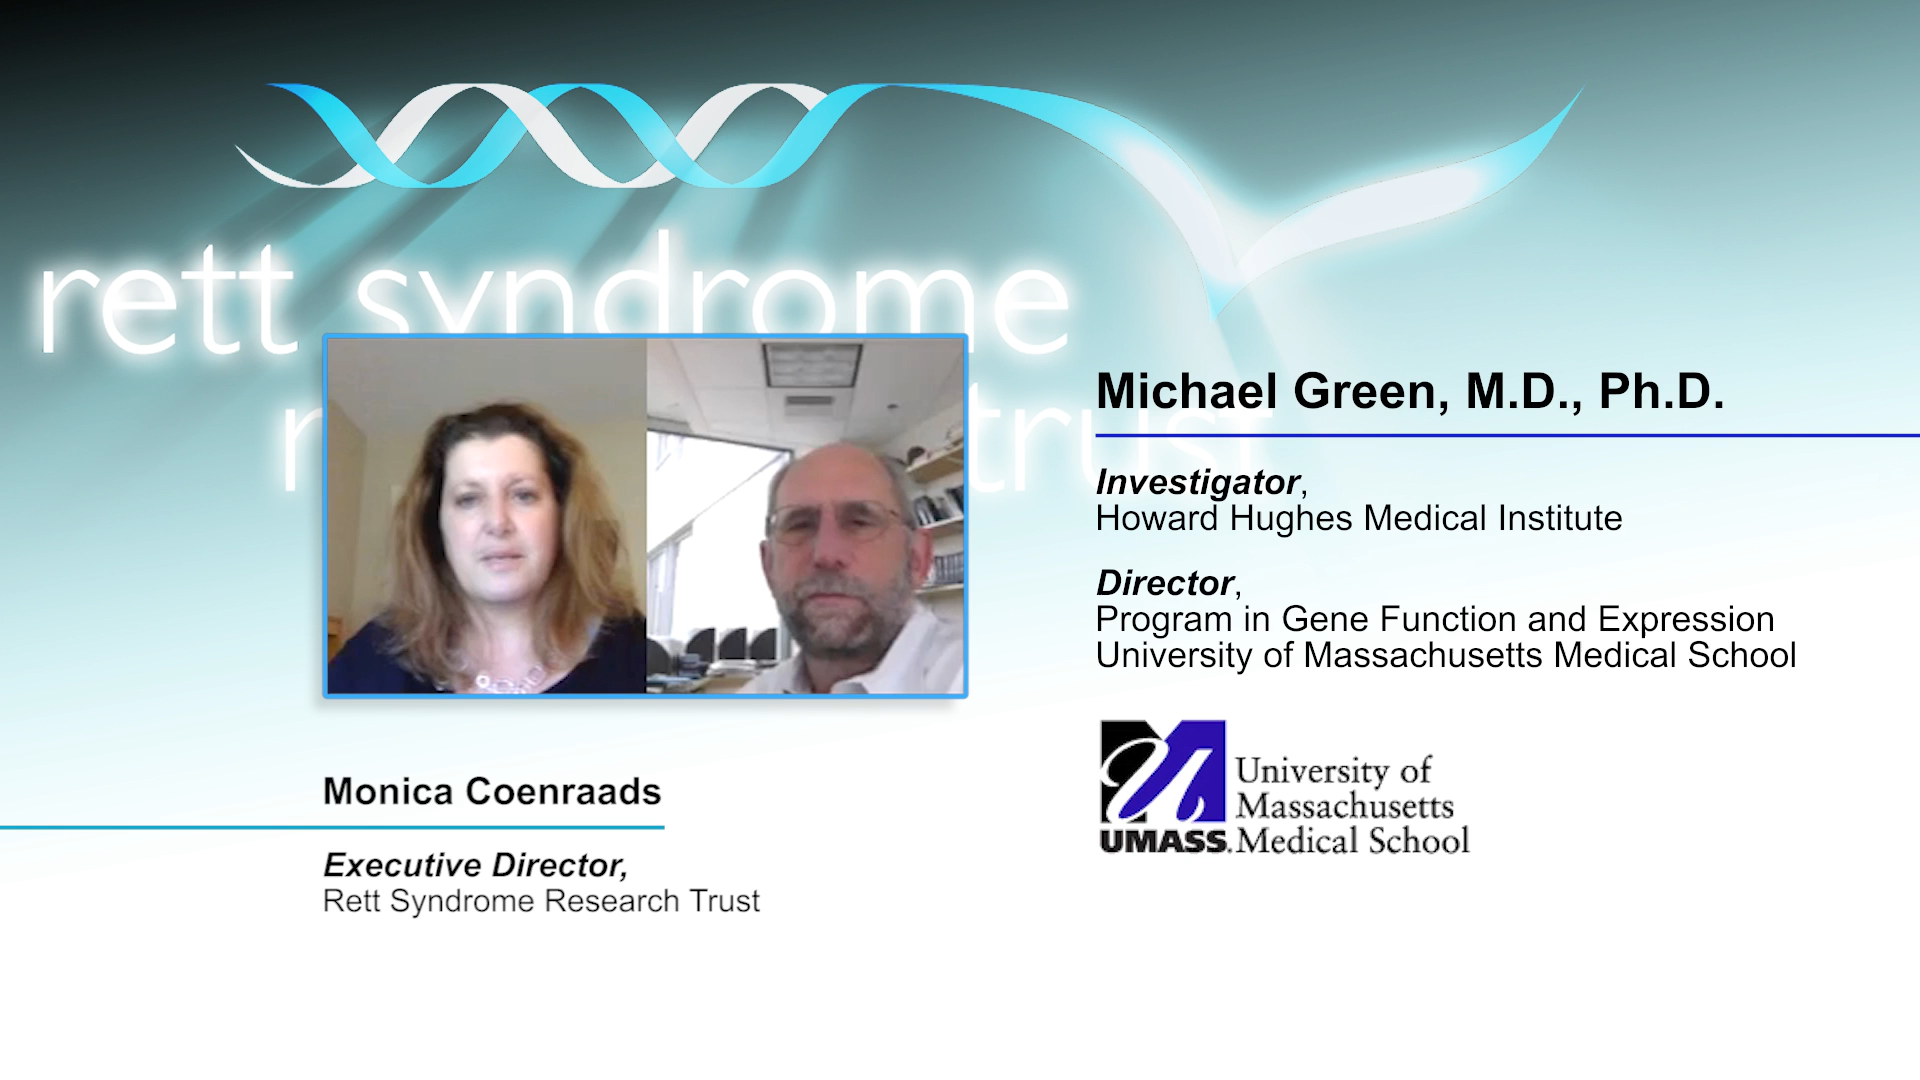 rett syndrome
trust
Michael Green, M.D., Ph.D.
Investigator,
Howard Hughes Medical Institute
Director,
Program in Gene Function and Expression
University of Massachusetts Medical School
UMASS.
University of
Massachusetts
Medical School
Monica Coenraads
Executive Director,
Rett Syndrome Research Trust